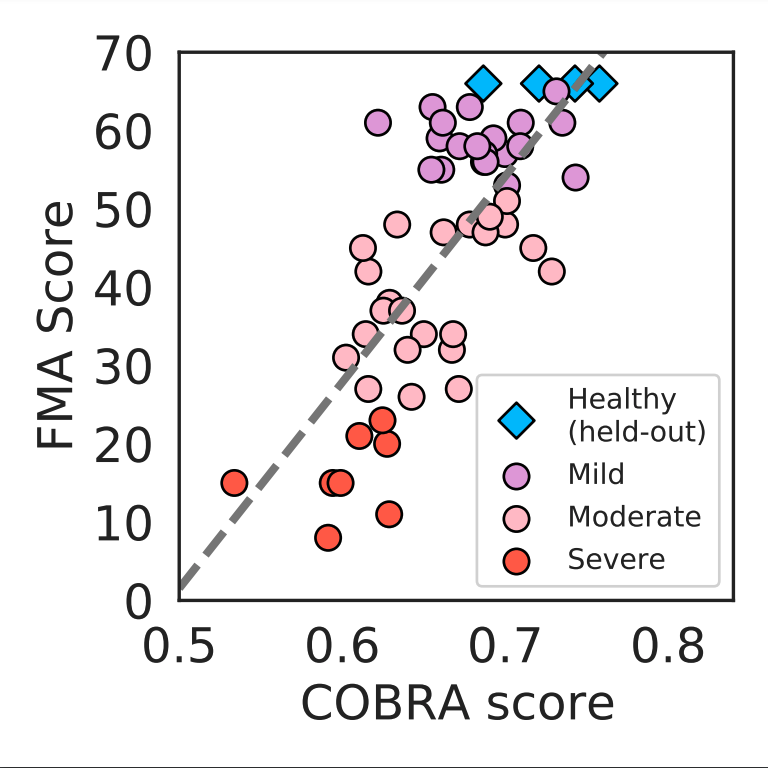 70
60
50
40
30
20
10
0
FMA Score
0.5 0.6 0.7 0.8
COBRA score
Healthy
(held-out)
Mild
Moderate
Severe